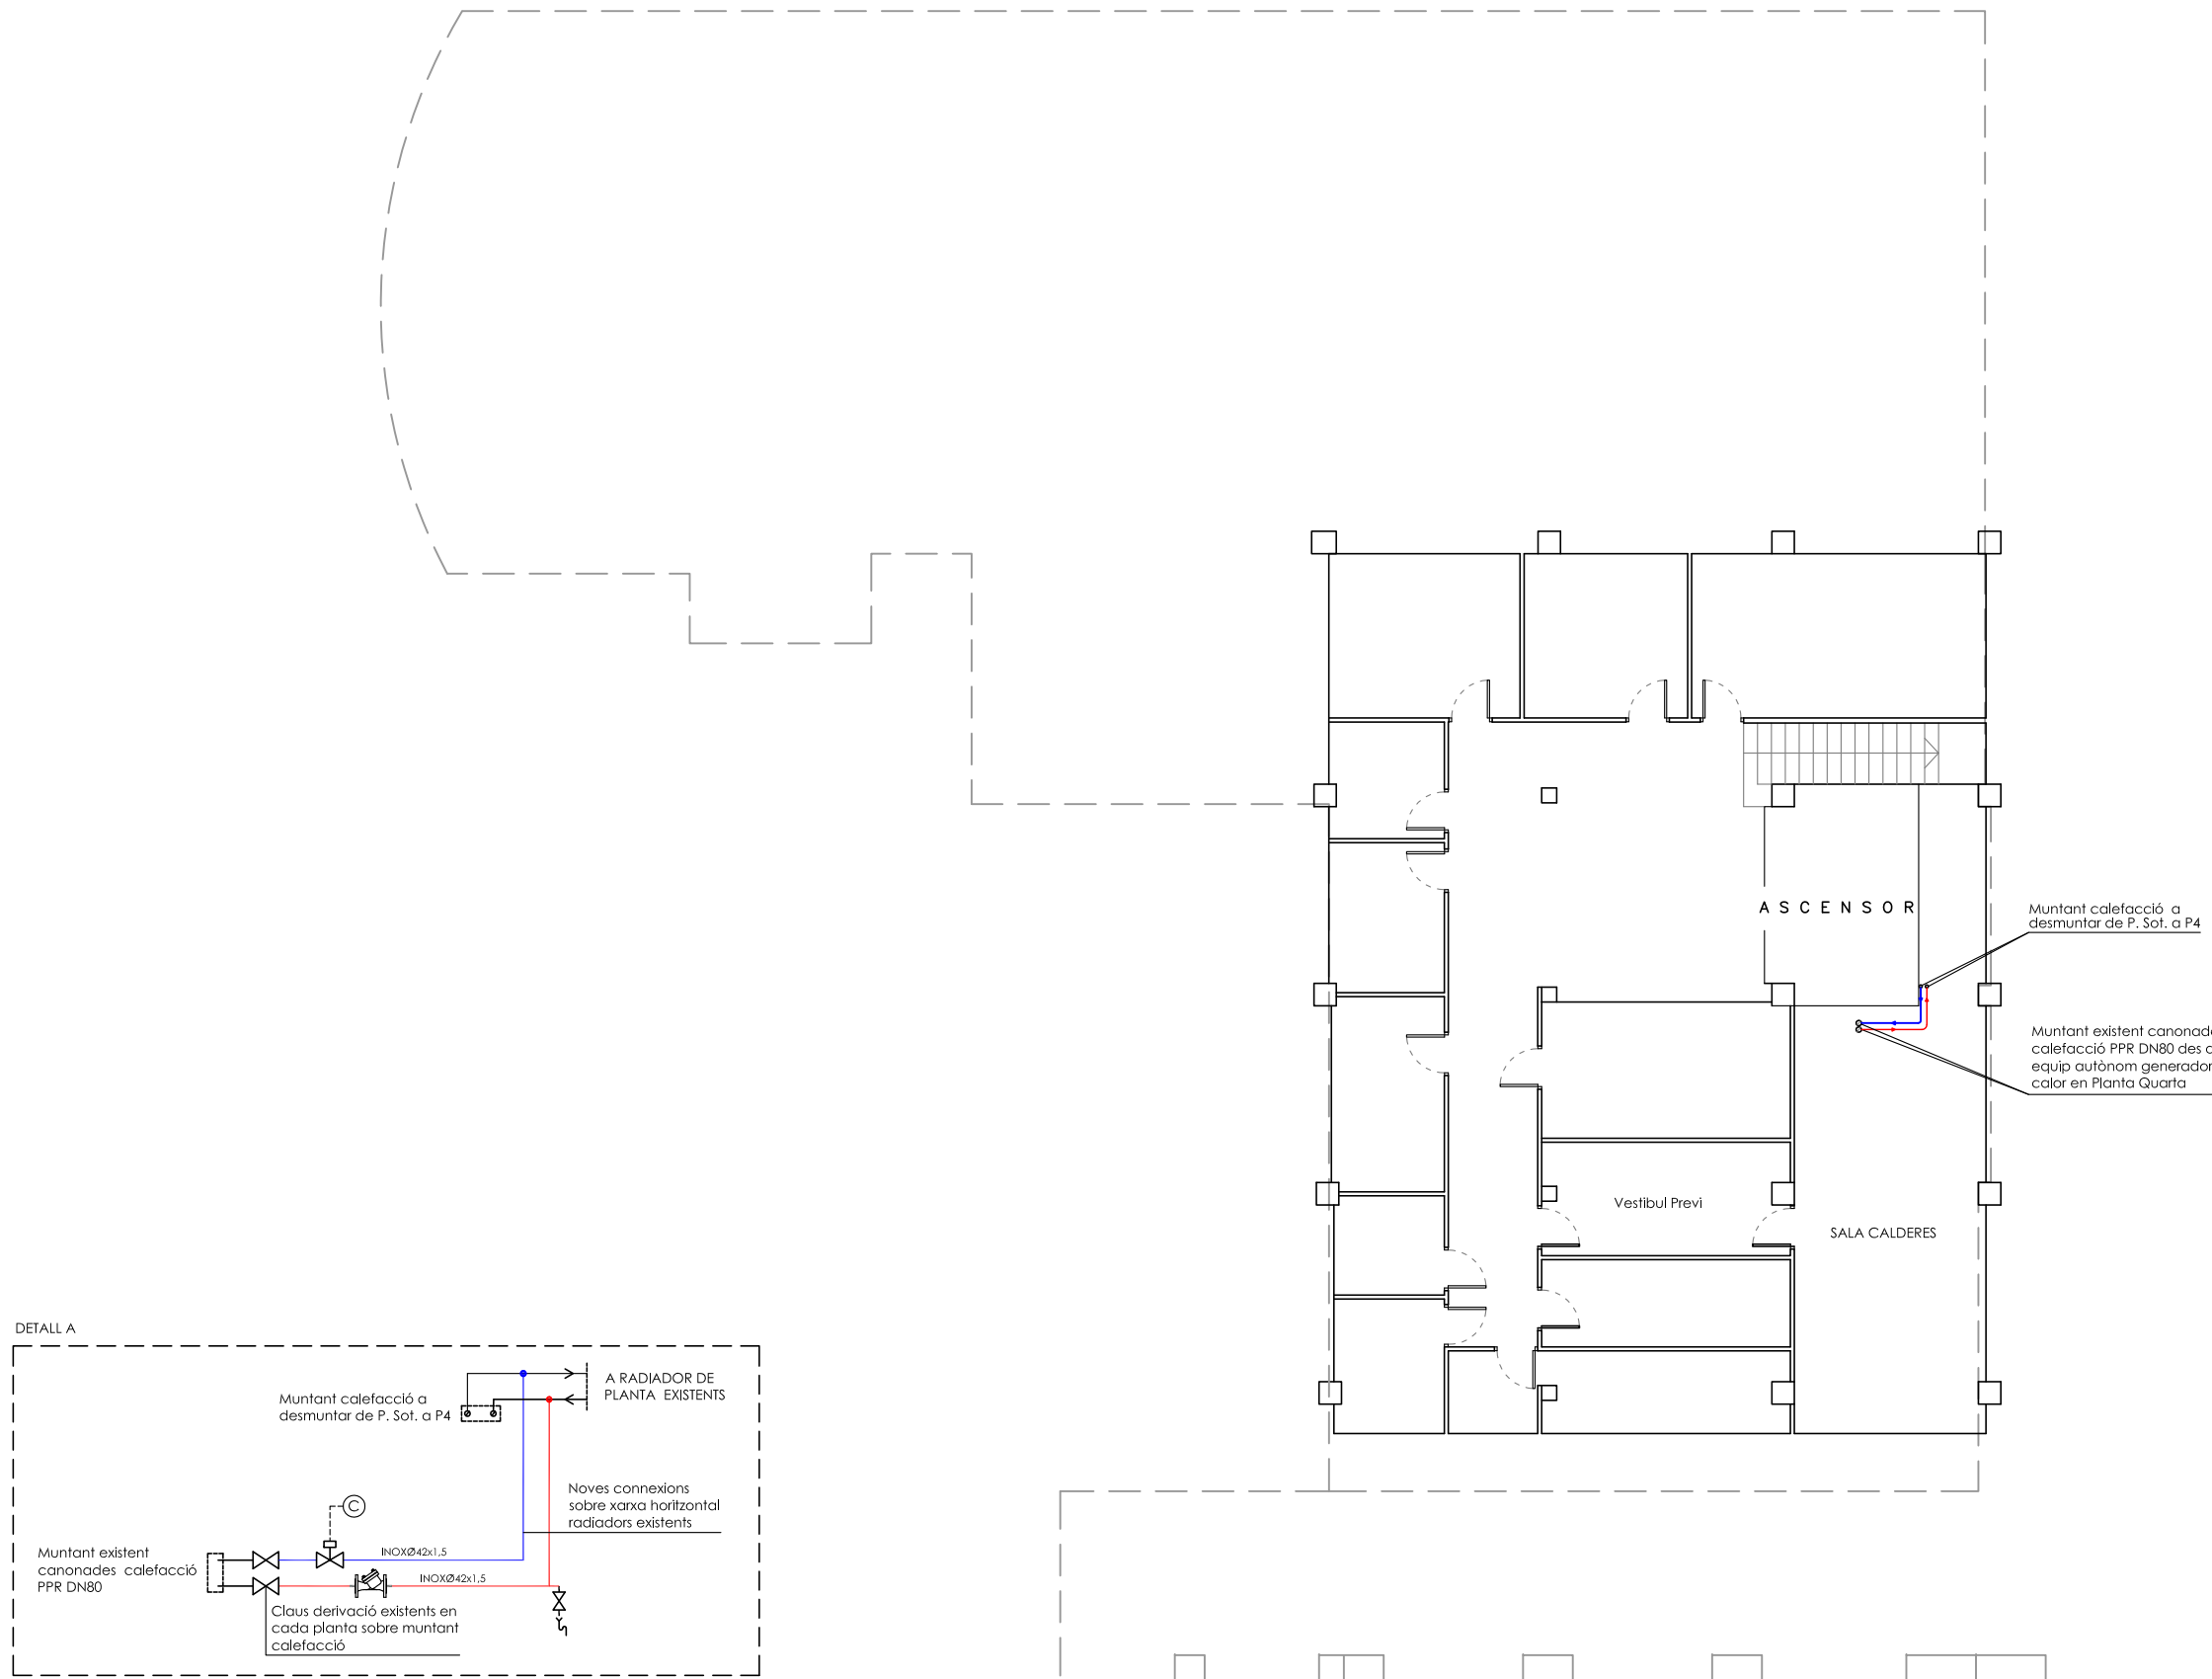 A S C E N S O R
Muntant calefacció a
desmuntar de P. Sot. a P4
Muntant existent
calefacció PPR DN80 des
equip autònom generador
calor en Planta Quarta
Vestibul Previ
SALA CALDERES
DETALL A
A RADIADOR DE
PLANTA EXISTENTS
Muntant calefacció a
desmuntar de P. Sot. a P4
Noves connexions
sobre xarxa horitzontal
radiadors existents
C
INOXØ42x1,5
Muntant existent
canonades calefacció
PPR DN80
INOXØ42x1,5
Claus derivació existents en
cada planta sobre muntant
calefacció